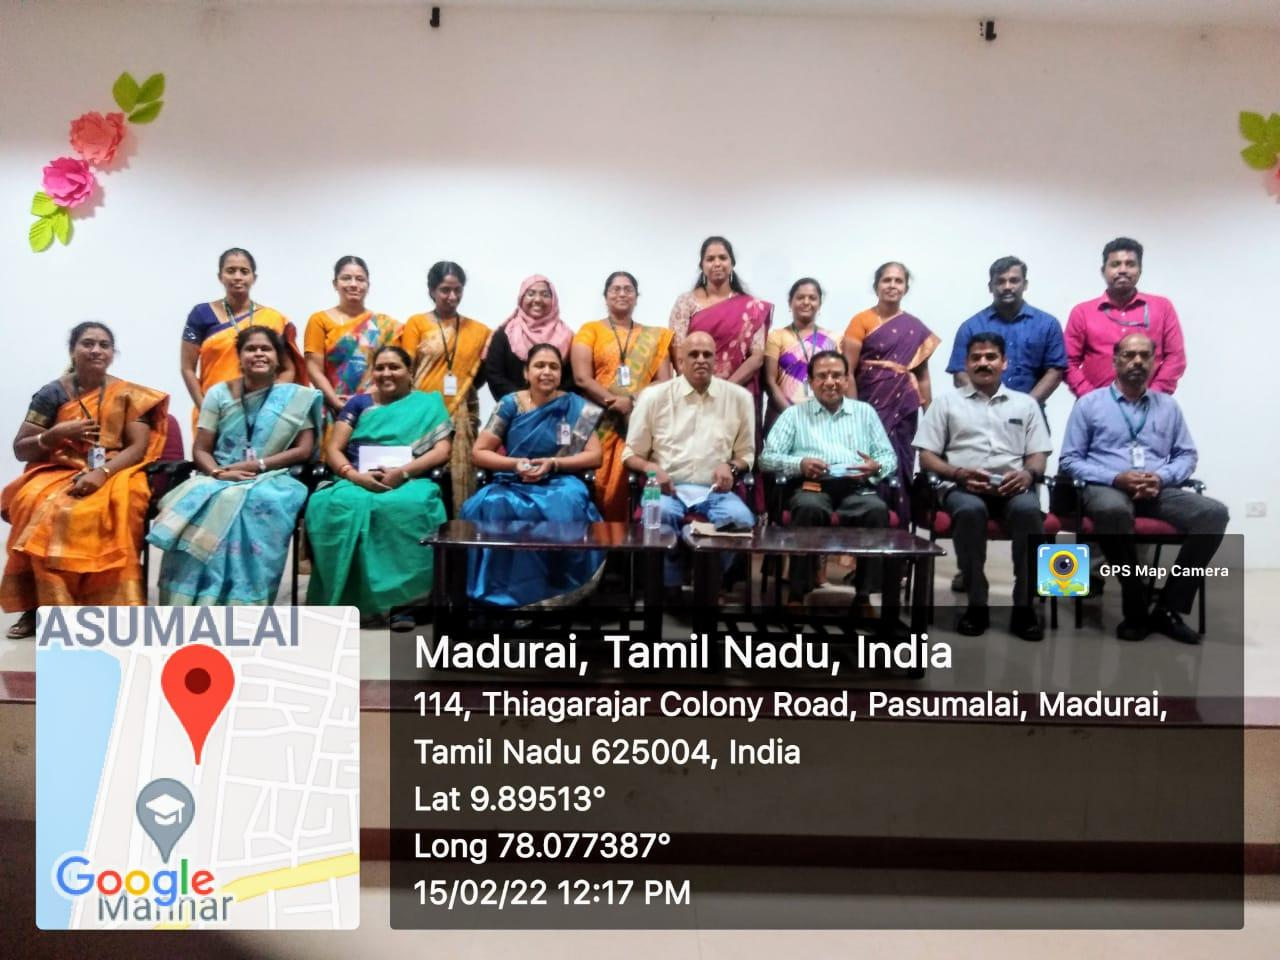 GPS Map Camera
PASUMALAI
Google
Mannar
Madurai, Tamil Nadu, India
114, Thiagarajar Colony Road, Pasumalai, Madurai,
Tamil Nadu 625004, India
Lat 9.89513°
Long 78.077387°
15/02/22 12:17 PM